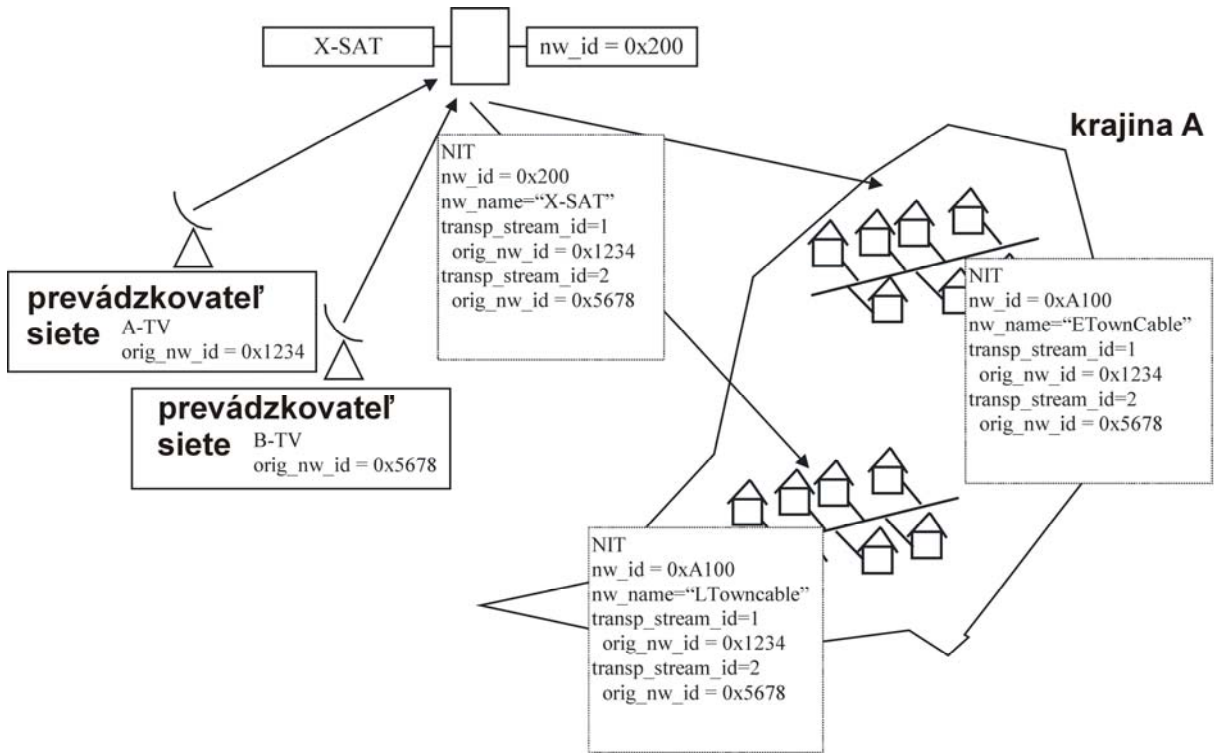 X-SAT
nw_id = 0x200
krajina A
NIT
nw_id = 0x200
nw_name=“X-SAT”
transp_stream_id=1
orig_nw_id = 0x1234
transp_stream_id=2
orig_nw_id = 0x5678
prevádzkovateľ
siete
A-TV
orig_nw_id = 0x1234
prevádzkovateľ
siete
B-TV
orig_nw_id = 0x5678
NIT
nw_id = 0xA100
nw_name=“ETownCable”
transp_stream_id=1
orig_nw_id = 0x1234
transp_stream_id=2
orig_nw_id = 0x5678
NIT
nw_id = 0xA100
nw_name=“LTowncable”
transp_stream_id=1
orig_nw_id = 0x1234
transp_stream_id=2
orig_nw_id = 0x5678